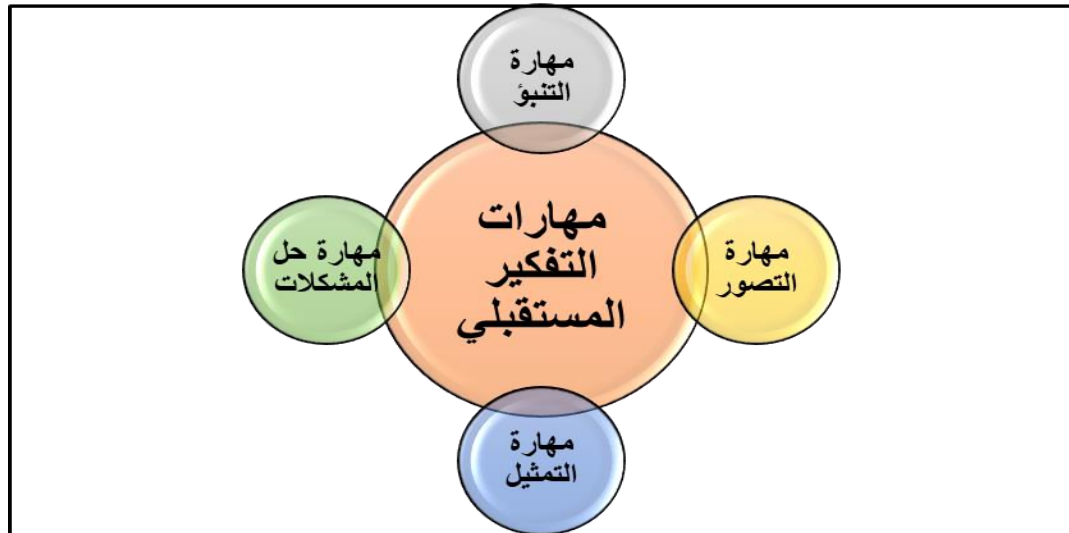 مهارة
التنبؤ
مهارات
التفكير
المستقبلي
مهارة
التصور
مهارة حل
المشكلات
مهارة
التمثيل